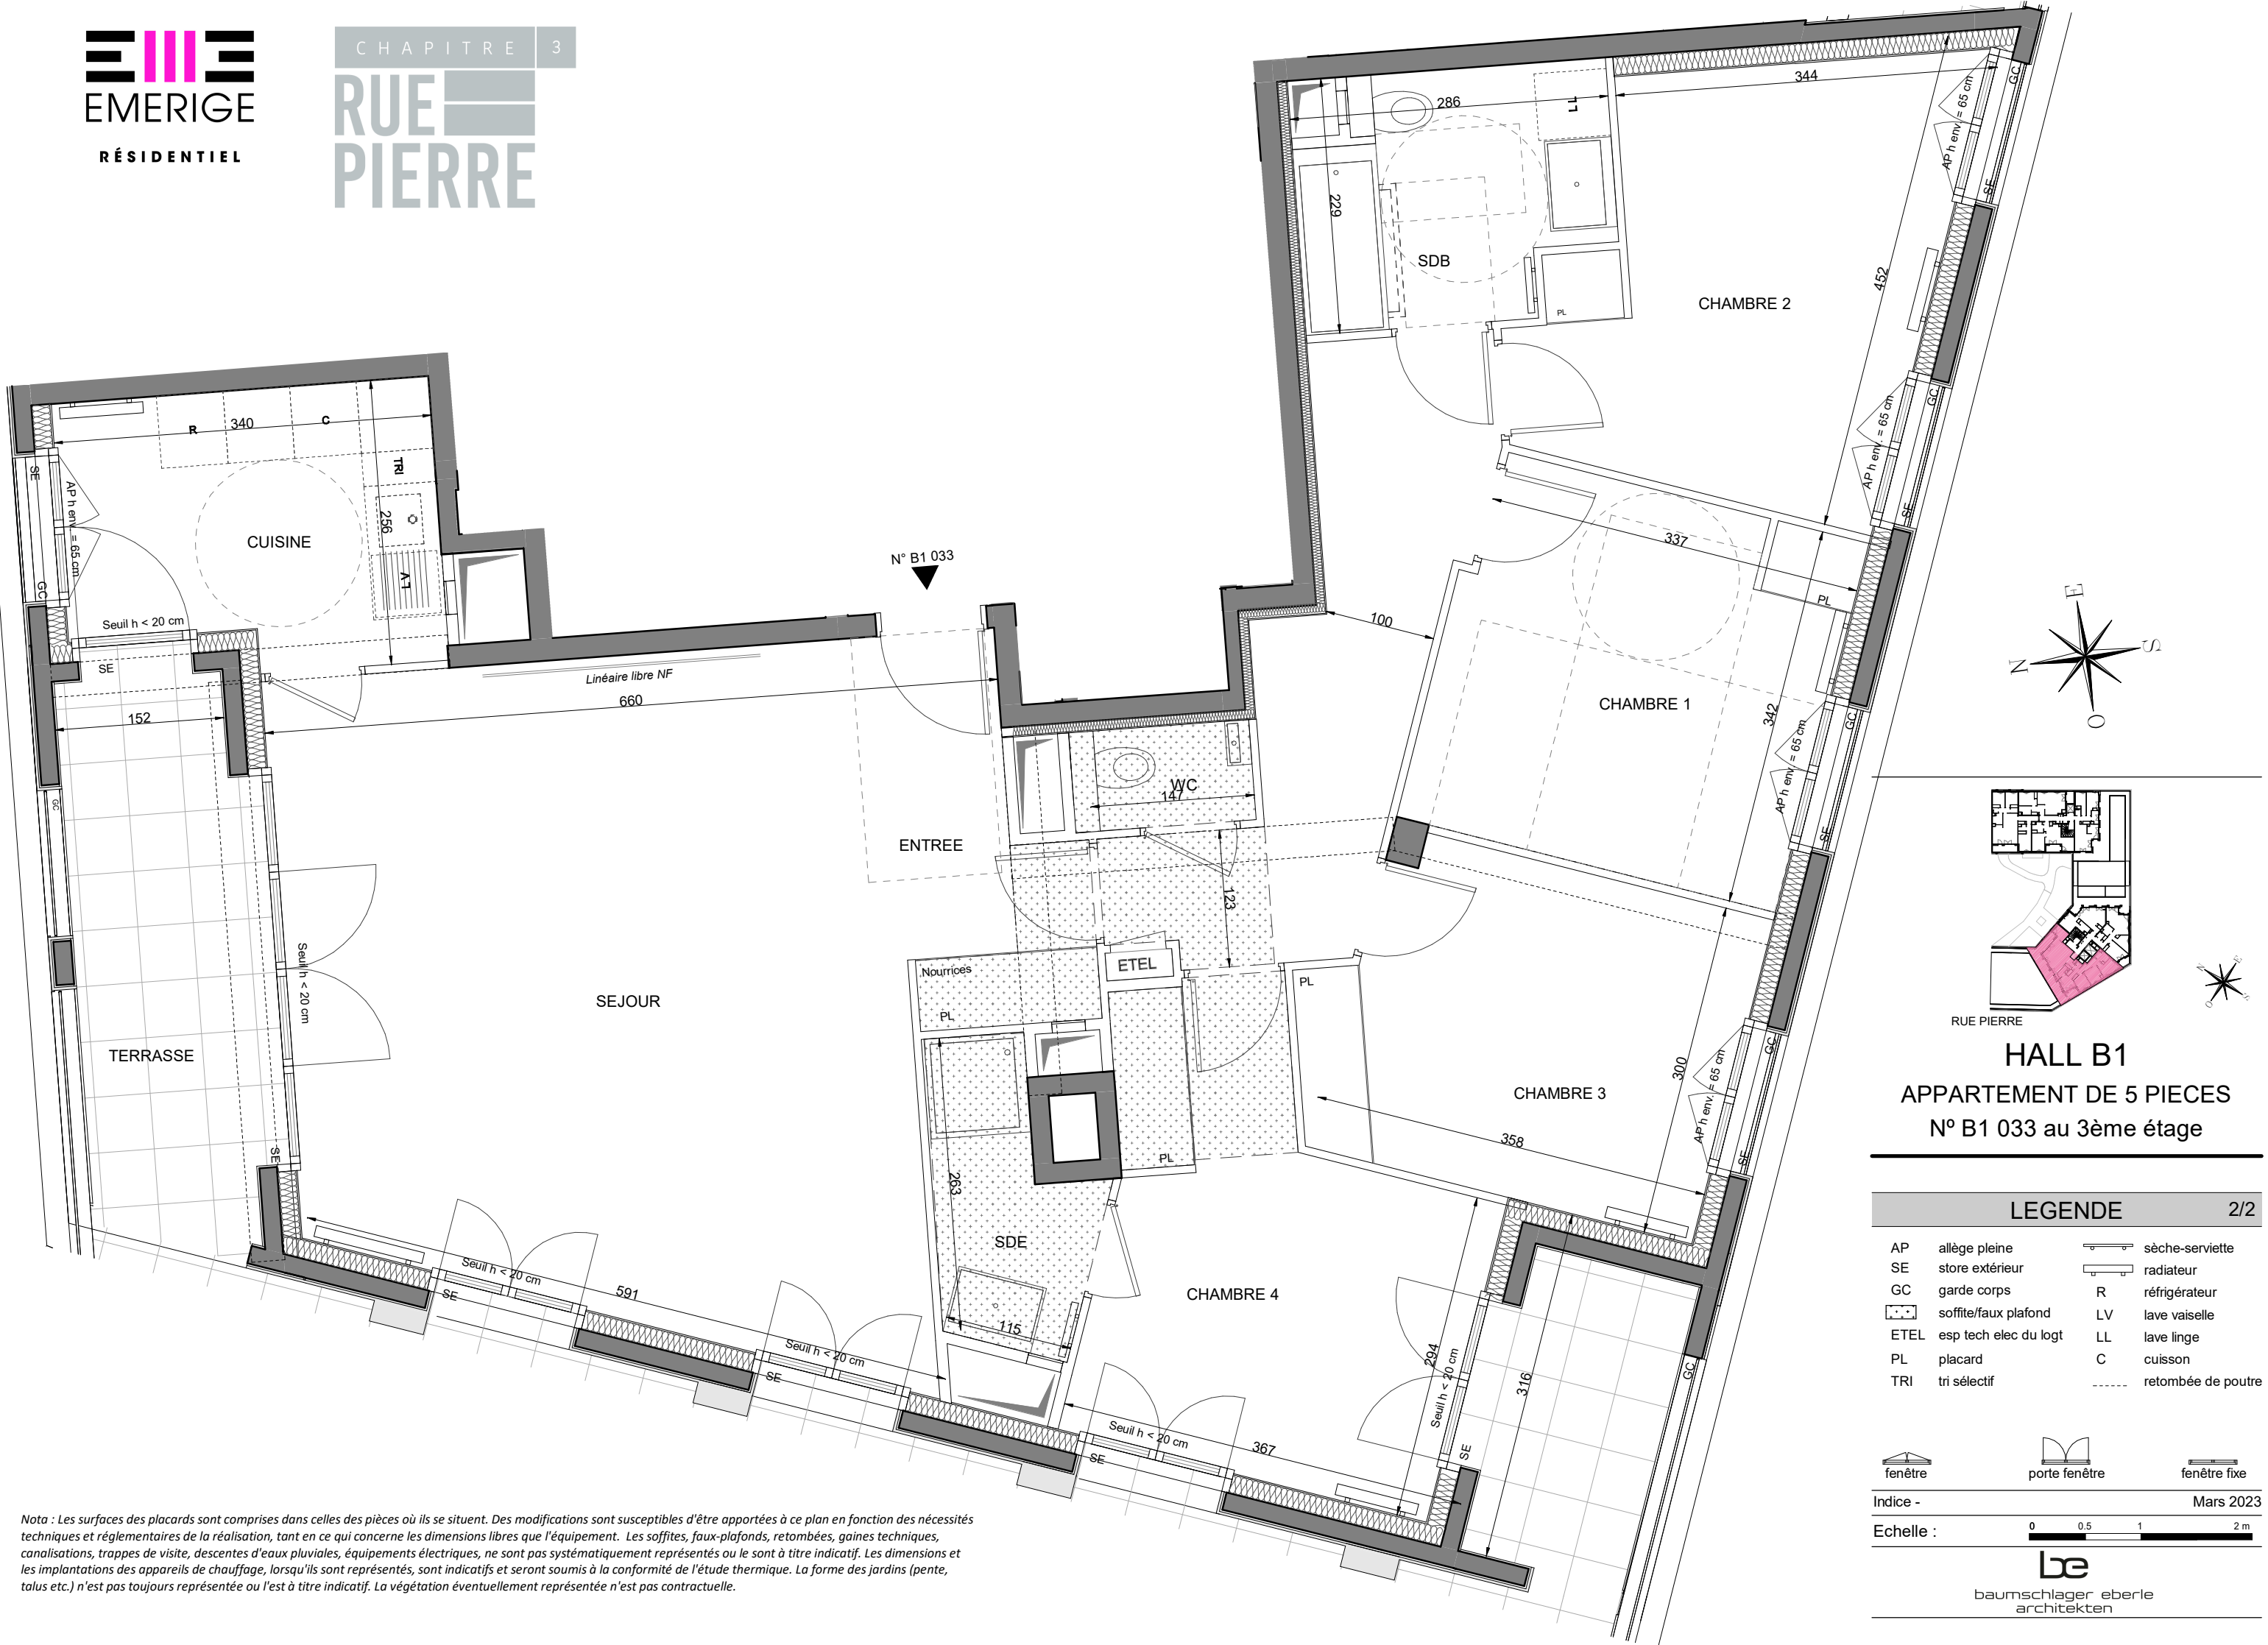 EMERIGE
RÉSIDENTIEL
CHAPITRE 3
RUE
PIERRE
286
LL
344
AP h env. = 65 cm
GC
SE
229
SDB
PL
CHAMBRE 2
452
AP h env. = 65 cm
GC
SE
340
R
C
TRI
256
LV
CUISINE
SE
AP h env. = 65 cm
GC
Seuil h < 20 cm
SE
152
N° B1 033
Linéaire libre NF
660
100
337
PL
CHAMBRE 1
342
GC
AP h env. = 65 cm
SE
E
S
N
O
GC
WC
147
ENTREE
123
Nourrices
ETEL
PL
PL
SEJOUR
Seuil h < 20 cm
TERRASSE
SE
PL
CHAMBRE 3
300
358
GC
AP h env. = 65 cm
SE
263
SDE
115
PL
CHAMBRE 4
Seuil h < 20 cm
SE
591
Seuil h < 20 cm
SE
Seuil h < 20 cm
SE
367
294
Seuil h < 20 cm
SE
316
GC
N
E
S
O
RUE PIERRE
HALL B1
APPARTEMENT DE 5 PIECES
Nº B1 033 au 3ème étage
LEGENDE 2/2
AP allège pleine sèche-serviette
SE store extérieur radiateur
GC garde corps R réfrigérateur
soffite/faux plafond LV lave vaiselle
ETEL esp tech elec du logt LL lave linge
PL placard C cuisson
TRI tri sélectif retombée de poutre
fenêtre porte fenêtre fenêtre fixe
Indice - Mars 2023
Echelle : 0 0.5 1 2 m
be
baumschlager eberle
architekten
Nota : Les surfaces des placards sont comprises dans celles des pièces où ils se situent. Des modifications sont susceptibles d'être apportées à ce plan en fonction des nécessités
techniques et réglementaires de la réalisation, tant en ce qui concerne les dimensions libres que l'équipement. Les soffites, faux-plafonds, retombées, gaines techniques,
canalisations, trappes de visite, descentes d'eaux pluviales, équipements électriques, ne sont pas systématiquement représentés ou le sont à titre indicatif. Les dimensions et
les implantations des appareils de chauffage, lorsqu'ils sont représentés, sont indicatifs et seront soumis à la conformité de l'étude thermique. La forme des jardins (pente,
talus etc.) n'est pas toujours représentée ou l'est à titre indicatif. La végétation éventuellement représentée n'est pas contractuelle.